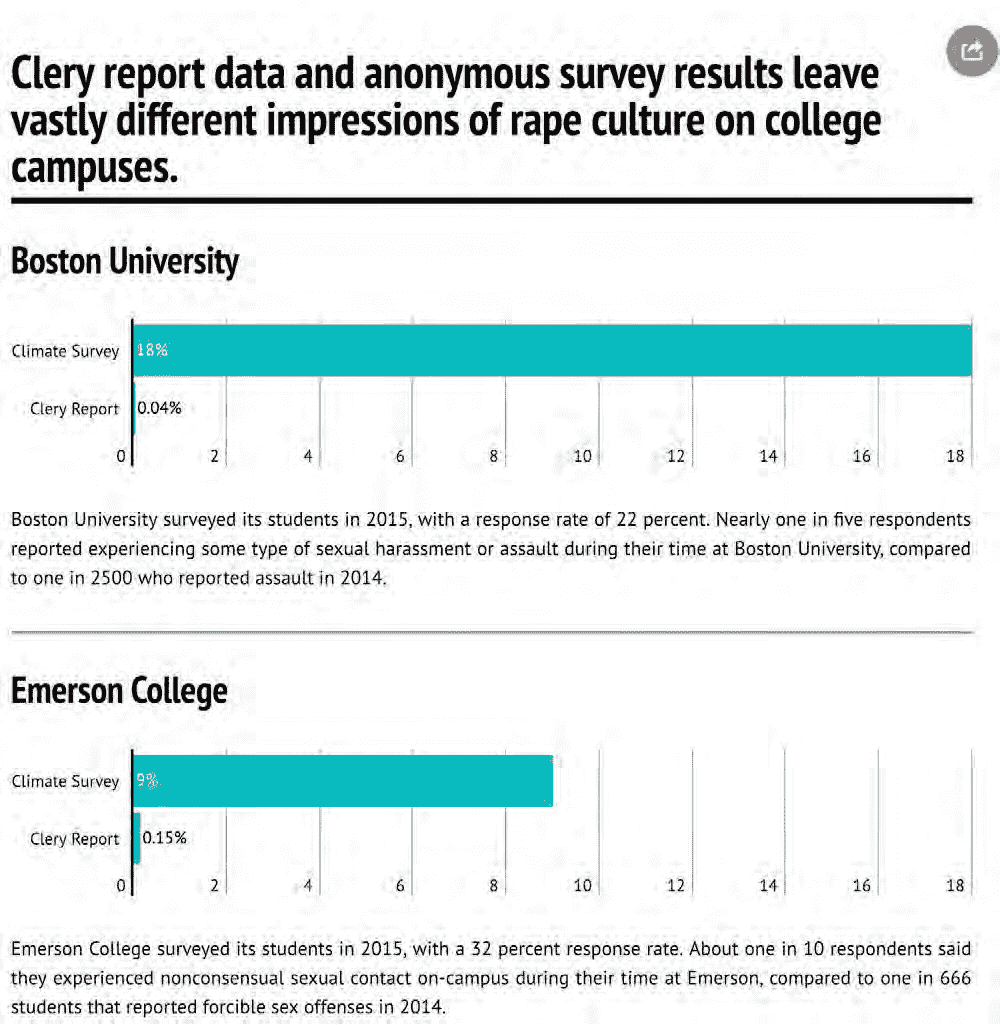 Clery report data and anonymous survey results leave
vastly different impressions of rape culture on college
campuses.
Boston University
Climate Survey 18%
Clery Report 0.04%
0 2 4 6 8 10 12 14 16 18
Boston University surveyed its students in 2015, with a response rate of 22 percent. Nearly one in five respondents
reported experiencing some type of sexual harassment or assault during their time at Boston University, compared
to one in 2500 who reported assault in 2014.
Emerson College
Climate Survey 9%
Clery Report 0.15%
0 2 4 6 8 10 12 14 16 18
Emerson College surveyed its students in 2015, with a 32 percent response rate. About one in 10 respondents said
they experienced nonconsensual sexual contact on-campus during their time at Emerson, compared to one in 666
students that reported forcible sex offenses in 2014.